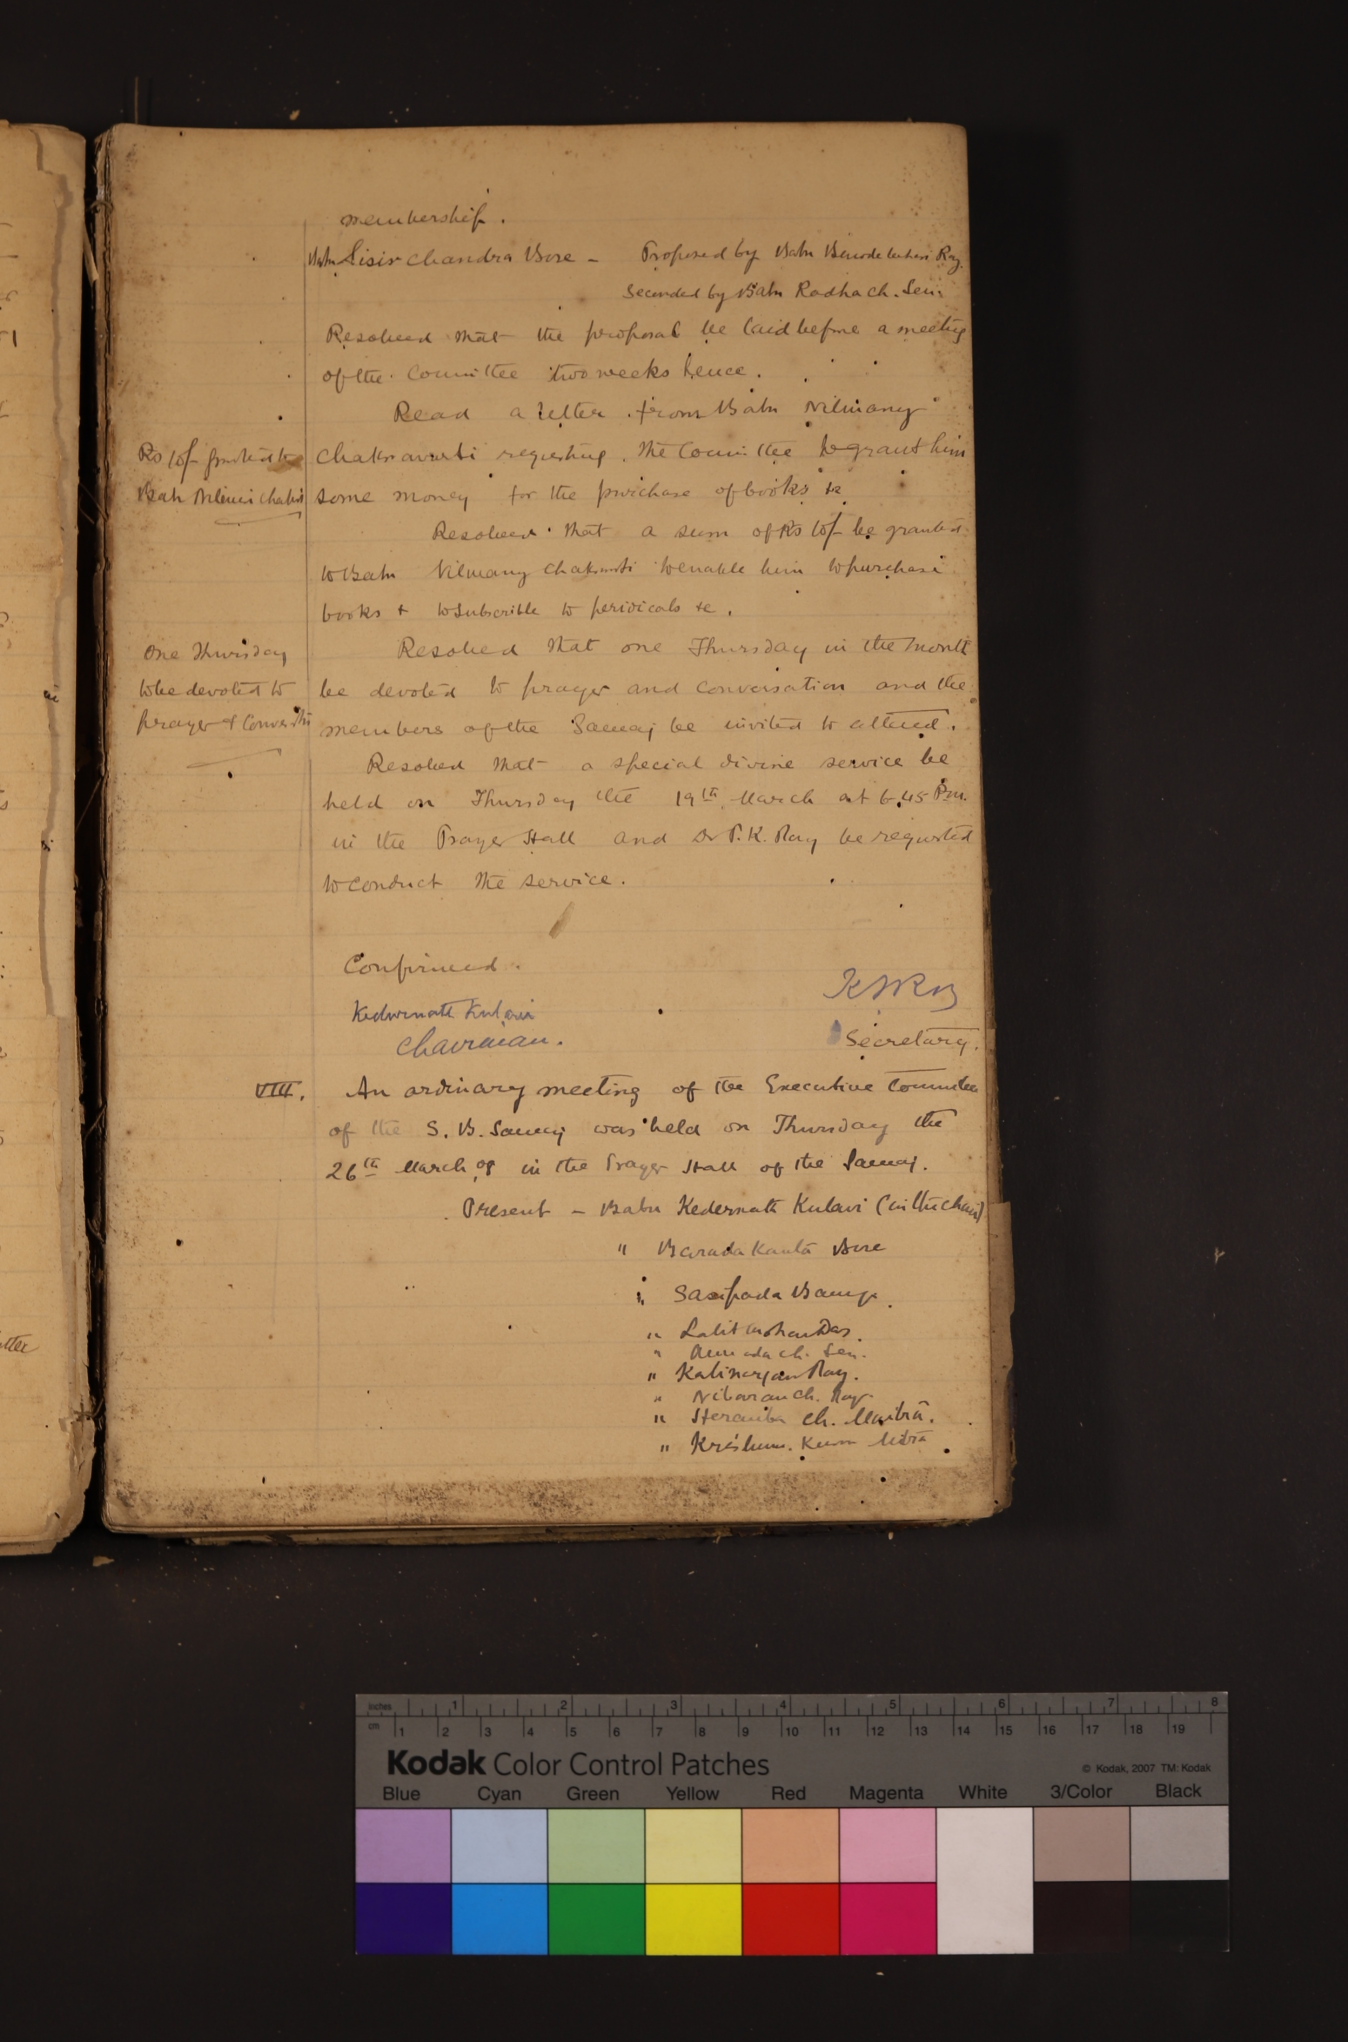 membership.
Babu Sisir Chandra Bose - Proposed by Babu Benode behari Roy.
Seconded by Babu Radha ch. Sen.
Resolved that the proposal be laid before a meeting
of the Committee two weeks hence.
Read a letter from Babu Nilmany
Rs 10/- granted to
Babu Nilmani Chakra
Chakravarti requesting the Committee to grant him
some money for the purchase of books &c
Resolved that a sum of Rs 10/- be granted
to Babu Nilmany Chakravarti to enable him to purchase
books & to subscribe to periodicals &c.
One Thursday
to be devoted to
prayer & Conversation
Resolved that one Thursday in the month
be devoted to prayer and conversation and the
members of the Samaj be invited to attend.
Resolved that a special divine service be
held on Thursday the 19th March at 6.45 P.m.
in the Prayer Hall and Dr P. K. Ray be requested
to conduct the service.
Confirmed.
Kedernath Kulavi
Chairman.
Secretary.
VIII. An ordinary meeting of the Executive Committee
of the S. B. Samaj was held on Thursday the
26th March 08 in the Prayer Hall of the Samaj.
Present - Babu Kedernath Kulavi (in the chair)
" Barada Kanta Bose
" Sasipada Banerje
" Lalit mohan Das.
" Annada ch. Sen.
" Kalinarayan Ray.
" Nibaran Ch. Ray
" Heramba Ch. Maitra.
" Krishna Kumar Mitra
inches 1 2 3 4 5 6 7 8
cm 1 2 3 4 5 6 7 8 9 10 11 12 13 14 15 16 17 18 19
Kodak Color Control Patches
© Kodak, 2007 TM: Kodak
Blue Cyan Green Yellow Red Magenta White 3/Color Black